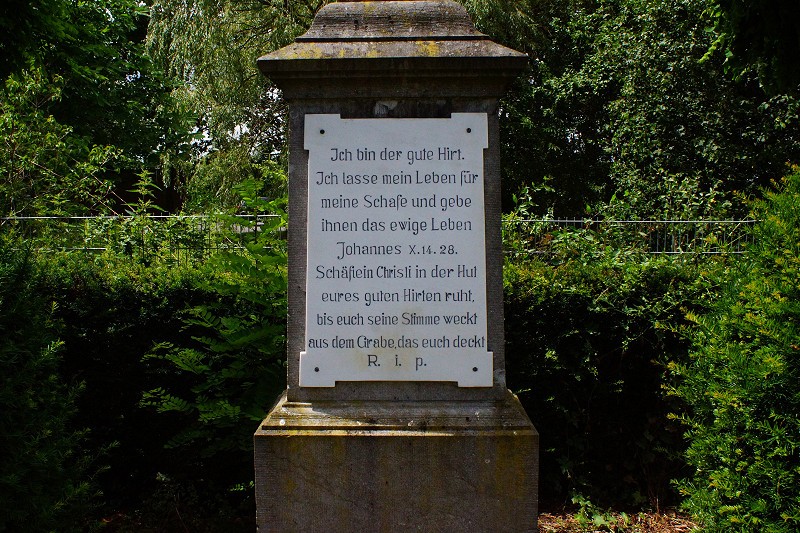 Ich bin der gute Hirt.
Ich lasse mein Leben für
meine Schafe und gebe
ihnen das ewige Leben
Johannes X.14.28.
Schäflein Christi in der Hut
eures guten Hirten ruht,
bis euch seine Stimme weckt
aus dem Grabe, das euch deckt
R. i. p.